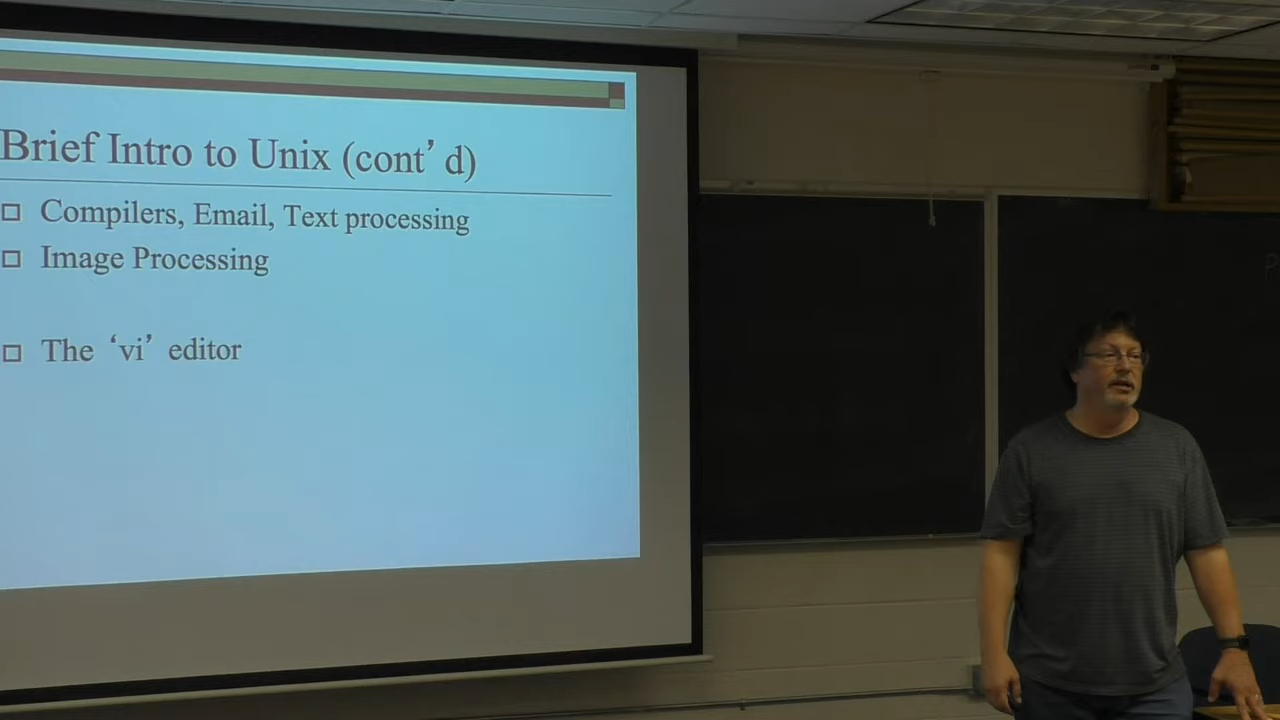 Brief Intro to Unix (cont’d)
Compilers, Email, Text processing
Image Processing
The ‘vi’ editor